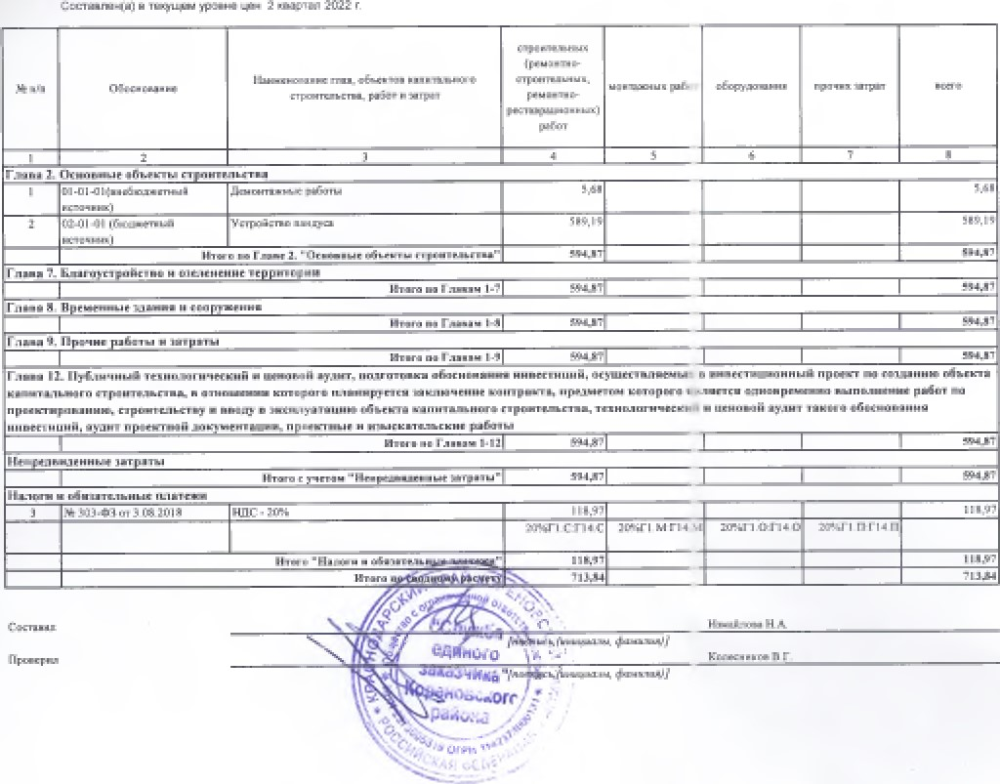 Составлен(а) в текущем уровне цен 2 квартал 2022 г.
№ п/п
Обоснование
Наименование глав, объектов капитального
строительства, работ и затрат
строительных
(ремонтно-
строительных,
ремонтно-
реставрационных)
работ
монтажных работ
оборудования
прочих затрат
всего
1 2 3 4 5 6 7 8
Глава 2. Основные объекты строительства
1 01-01-01(внебюджетный Демонтажные работы 5,68 5,68
источник)
2 02-01-01 (бюджетный Устройство пандуса 589,19 589,19
источник)
Итого по Главе 2. "Основные объекты строительства" 594,87 594,87
Глава 7. Благоустройство и озеленение территории
Итого по Главам 1-7 594,87 594,87
Глава 8. Временные здания и сооружения
Итого по Главам 1-8 594,87 594,87
Глава 9. Прочие работы и затраты
Итого по Главам 1-9 594,87 594,87
Глава 12. Публичный технологический и ценовой аудит, подготовка обоснования инвестиций, осуществляемых в инвестиционный проект по созданию объекта
капитального строительства, в отношении которого планируется заключение контракта, предметом которого является одновременно выполнение работ по
проектированию, строительству и вводу в эксплуатацию объекта капитального строительства, технологический и ценовой аудит такого обоснования
инвестиций, аудит проектной документации, проектные и изыскательские работы
Итого по Главам 1-12 594,87 594,87
Непредвиденные затраты
Итого с учетом "Непредвиденные затраты" 594,87 594,87
Налоги и обязательные платежи
3 № 303-ФЗ от 3.08.2018 НДС - 20% 118,97 118,97
20%Г1.С:Г14.С 20%Г1.М:Г14.М 20%Г1.О:Г14.О 20%Г1.П:Г14.П
Итого "Налоги и обязательные платежи" 118,97 118,97
Итого по сводному расчету 713,84 713,84
Составил Измайлова Н.А.
[подпись (инициалы, фамилия)]
Проверил Колесников В.Г.
[подпись (инициалы, фамилия)]
"Служба
единого
заказчика"
Кореновского
района
КРАСНОДАРСКИЙ
РОССИЙСКАЯ ФЕДЕРАЦИЯ